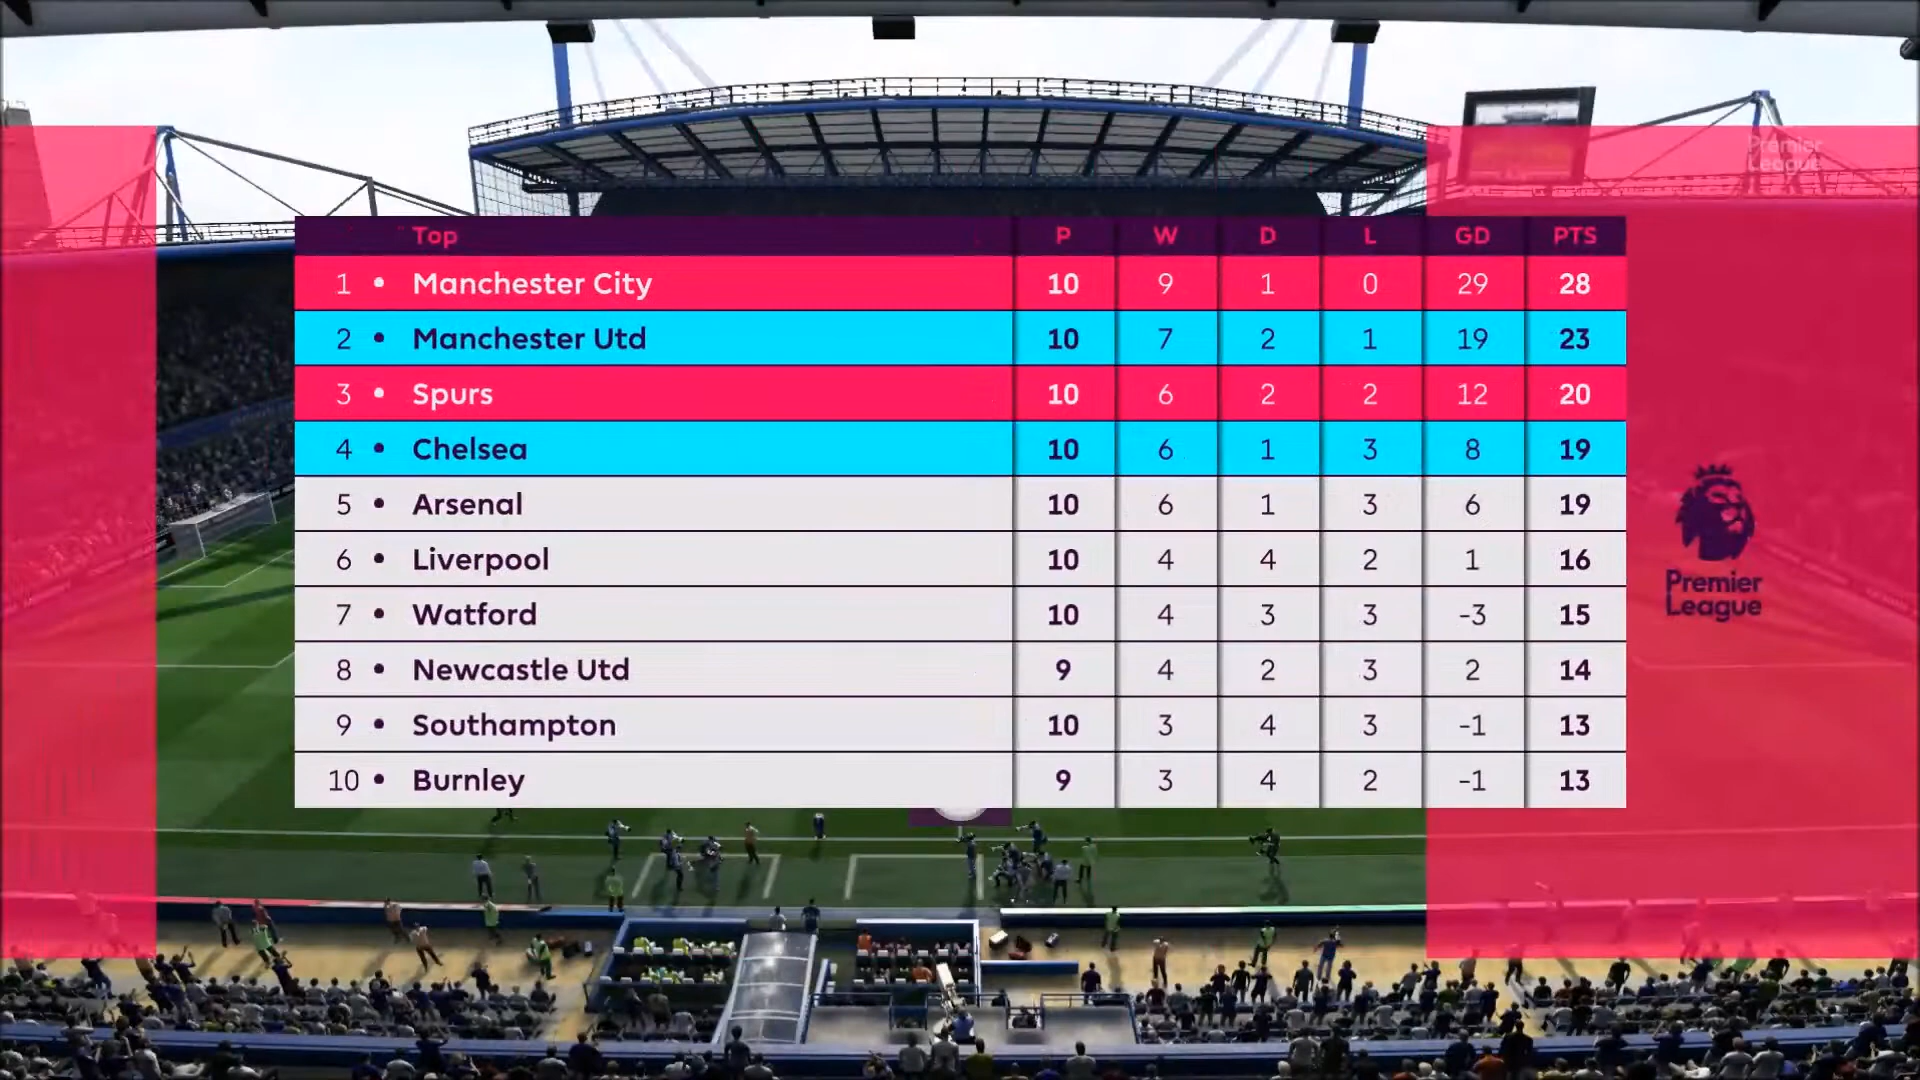 Premier
League
Top P W D L GD PTS
1 • Manchester City 10 9 1 0 29 28
2 • Manchester Utd 10 7 2 1 19 23
3 • Spurs 10 6 2 2 12 20
4 • Chelsea 10 6 1 3 8 19
5 • Arsenal 10 6 1 3 6 19
6 • Liverpool 10 4 4 2 1 16
7 • Watford 10 4 3 3 -3 15
8 • Newcastle Utd 9 4 2 3 2 14
9 • Southampton 10 3 4 3 -1 13
10 • Burnley 9 3 4 2 -1 13
Premier
League